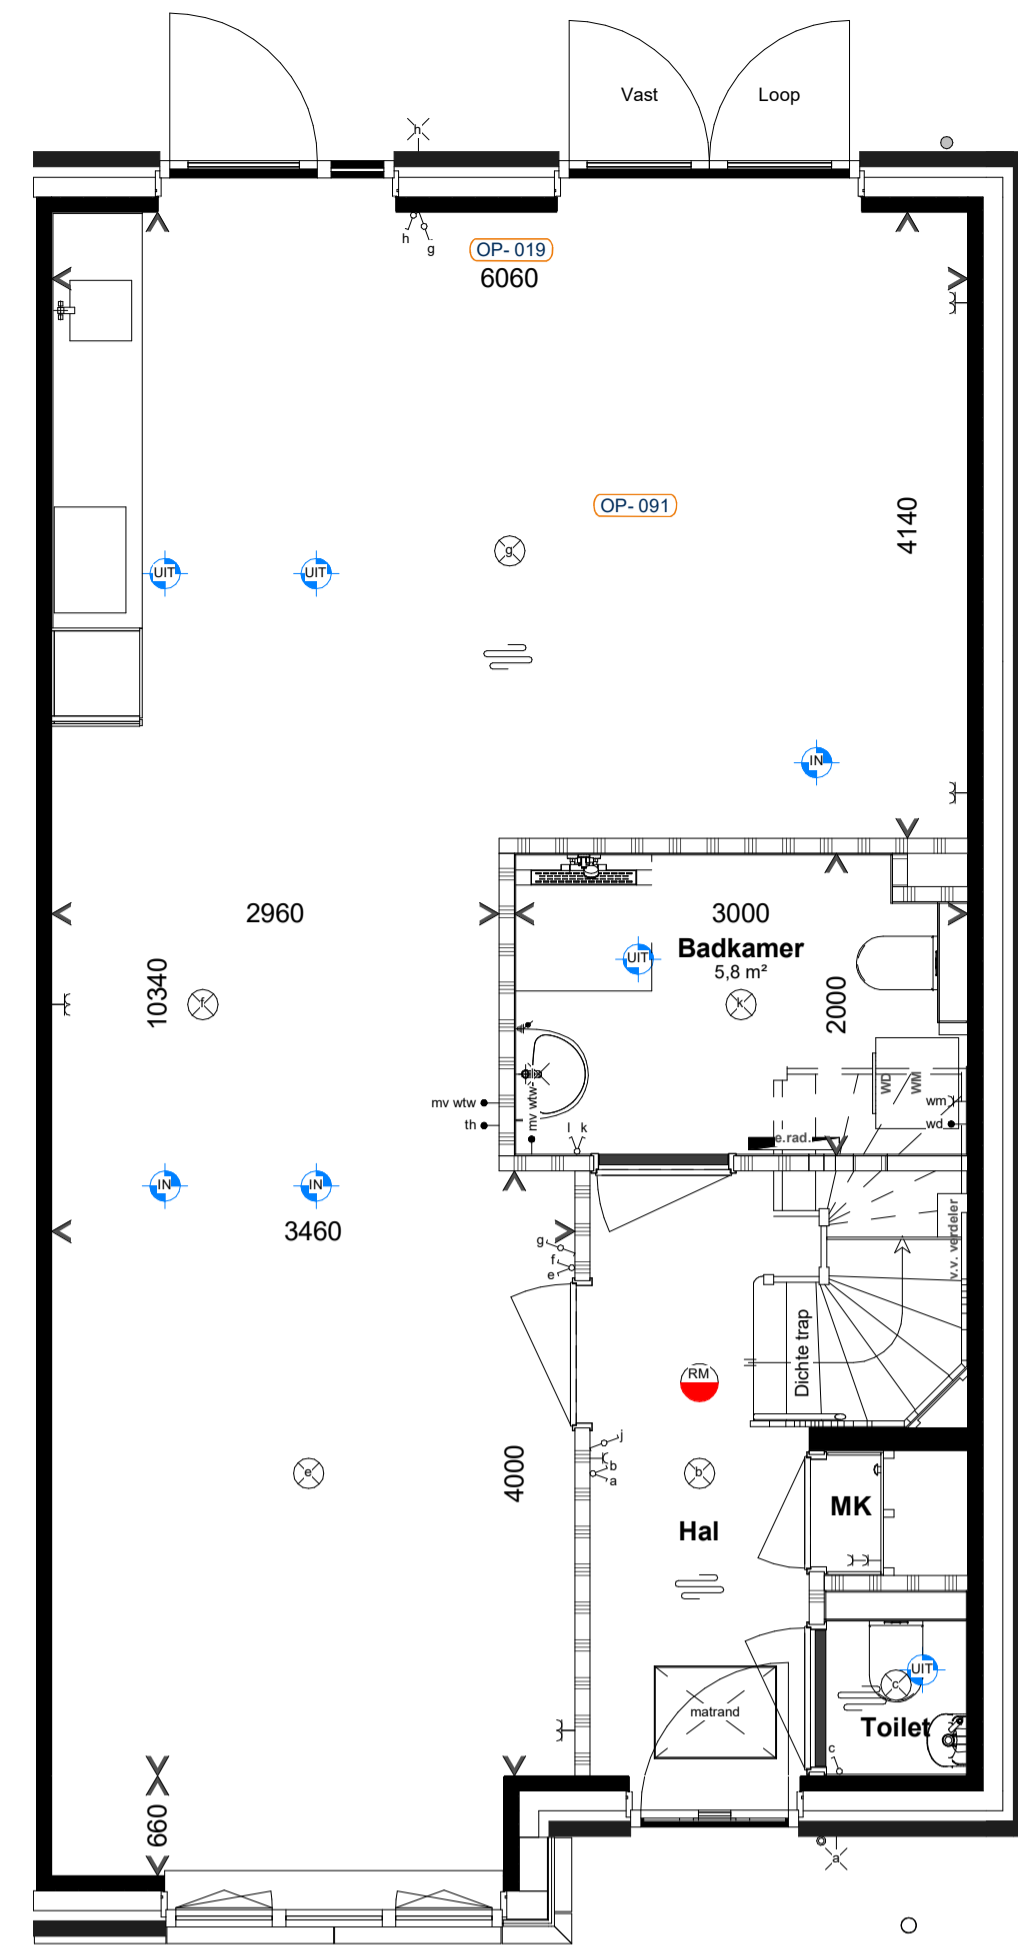 Vast
Loop
h
h
g
OP- 019
6060
OP- 091
4140
g
UIT
UIT
IN
2960
3000
Badkamer
5,8 m²
UIT
10340
f
k
2000
WD
WM
mv wtw
mv wtw
wm
th
wd
l k
e.rad.
IN
IN
3460
g
f
e
v.v. verdeler
Dichte trap
RM
j
b
a
e
4000
b
MK
Hal
UIT
c
matrand
Toilet
c
660
a